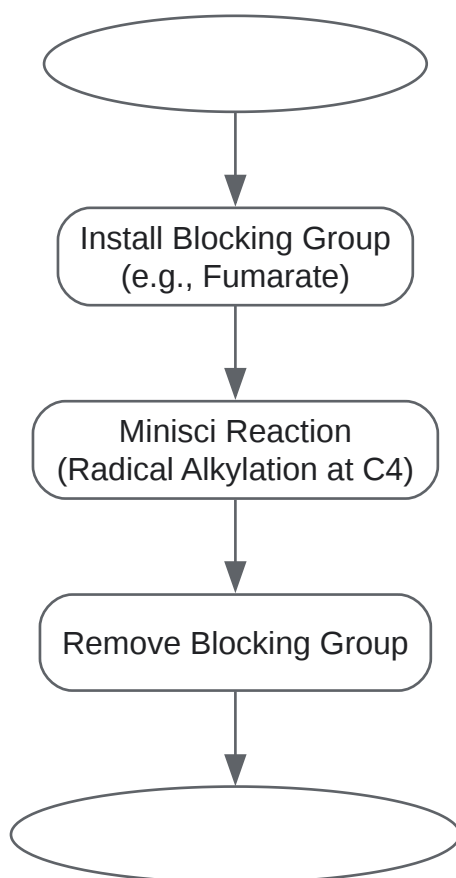 Install Blocking Group
(e.g., Fumarate)
Minisci Reaction
(Radical Alkylation at C4)
Remove Blocking Group